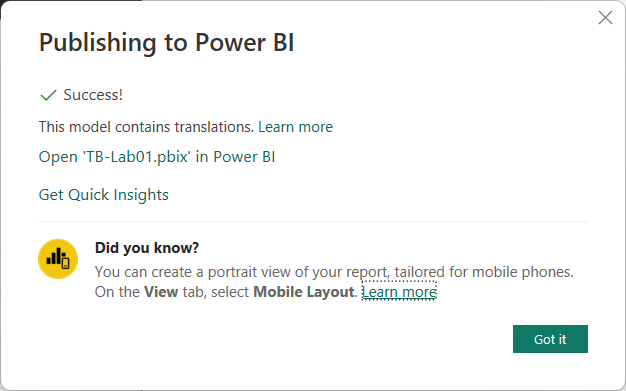 Publishing to Power BI
Success!
This model contains translations. Learn more
Open 'TB-Lab01.pbix' in Power BI
Get Quick Insights
Did you know?
You can create a portrait view of your report, tailored for mobile phones.
On the View tab, select Mobile Layout. Learn more
Got it